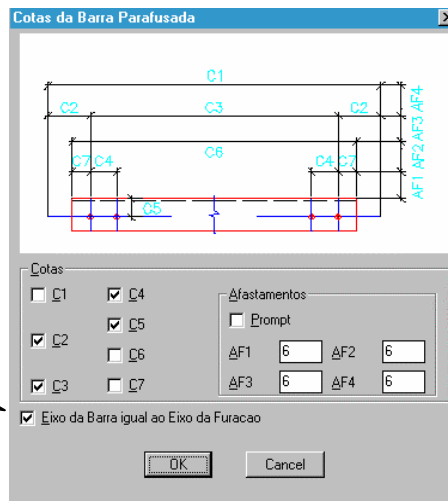 Cotas da Barra Parafusada
C1
C2 C3 C2
C6
C7 C4 C4 C7
C5
AF1 AF2 AF3 AF4
Cotas
C1 C4
C5
C2 C6
C3 C7
Afastamentos
Prompt
AF1 6 AF2 6
AF3 6 AF4 6
Eixo da Barra igual ao Eixo da Furacao
OK Cancel